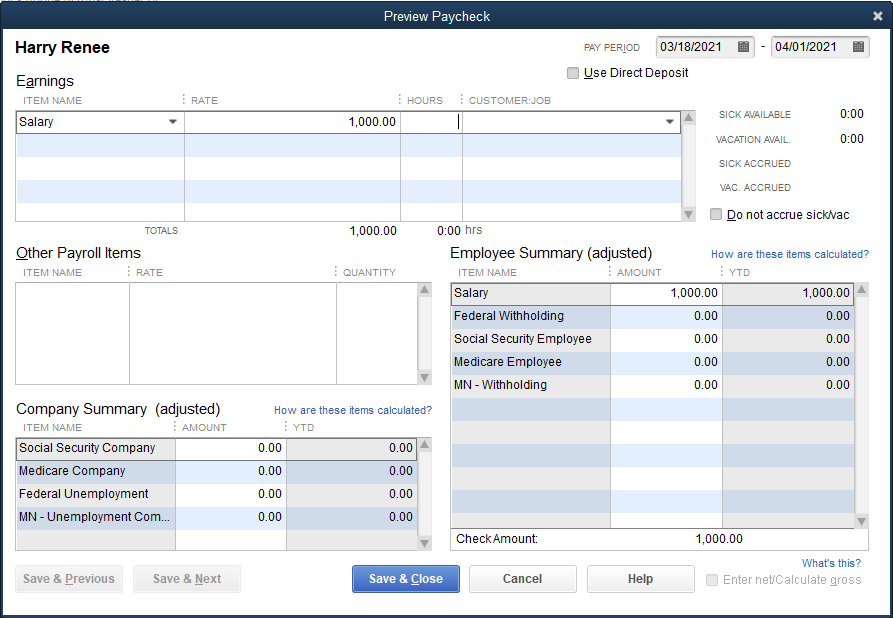 Preview Paycheck
Harry Renee
PAY PERIOD 03/18/2021 - 04/01/2021
Use Direct Deposit
Earnings
ITEM NAME RATE HOURS CUSTOMER:JOB
Salary 1,000.00
TOTALS 1,000.00 0:00 hrs
SICK AVAILABLE 0:00
VACATION AVAIL. 0:00
SICK ACCRUED
VAC. ACCRUED
Do not accrue sick/vac
Other Payroll Items
ITEM NAME RATE QUANTITY
Employee Summary (adjusted) How are these items calculated?
ITEM NAME AMOUNT YTD
Salary 1,000.00 1,000.00
Federal Withholding 0.00 0.00
Social Security Employee 0.00 0.00
Medicare Employee 0.00 0.00
MN - Withholding 0.00 0.00
Check Amount: 1,000.00
Company Summary (adjusted) How are these items calculated?
ITEM NAME AMOUNT YTD
Social Security Company 0.00 0.00
Medicare Company 0.00 0.00
Federal Unemployment 0.00 0.00
MN - Unemployment Com... 0.00 0.00
What's this?
Save & Previous Save & Next Save & Close Cancel Help Enter net/Calculate gross